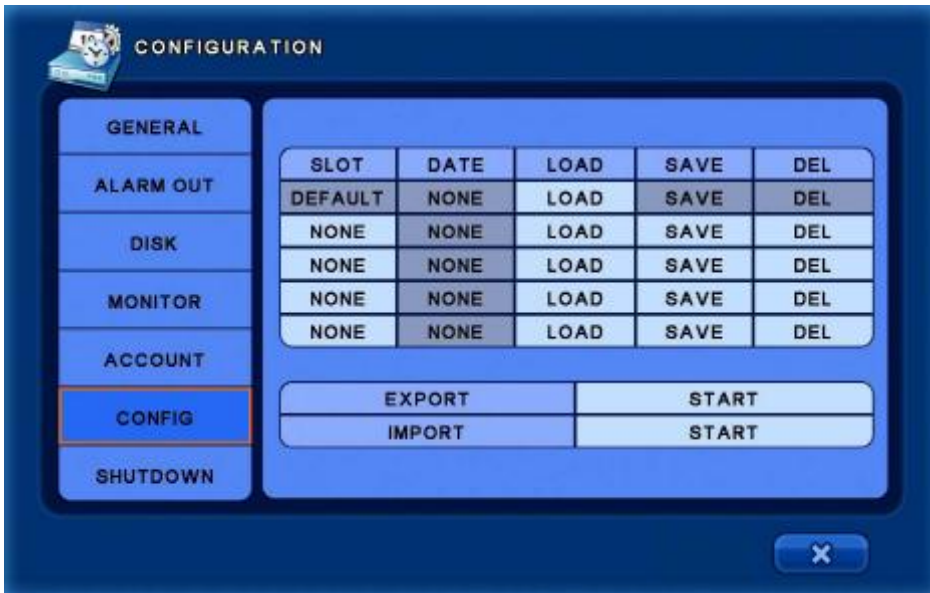 CONFIGURATION
GENERAL
ALARM OUT
DISK
MONITOR
ACCOUNT
CONFIG
SHUTDOWN
SLOT DATE LOAD SAVE DEL
DEFAULT NONE LOAD SAVE DEL
NONE NONE LOAD SAVE DEL
NONE NONE LOAD SAVE DEL
NONE NONE LOAD SAVE DEL
NONE NONE LOAD SAVE DEL
EXPORT START
IMPORT START